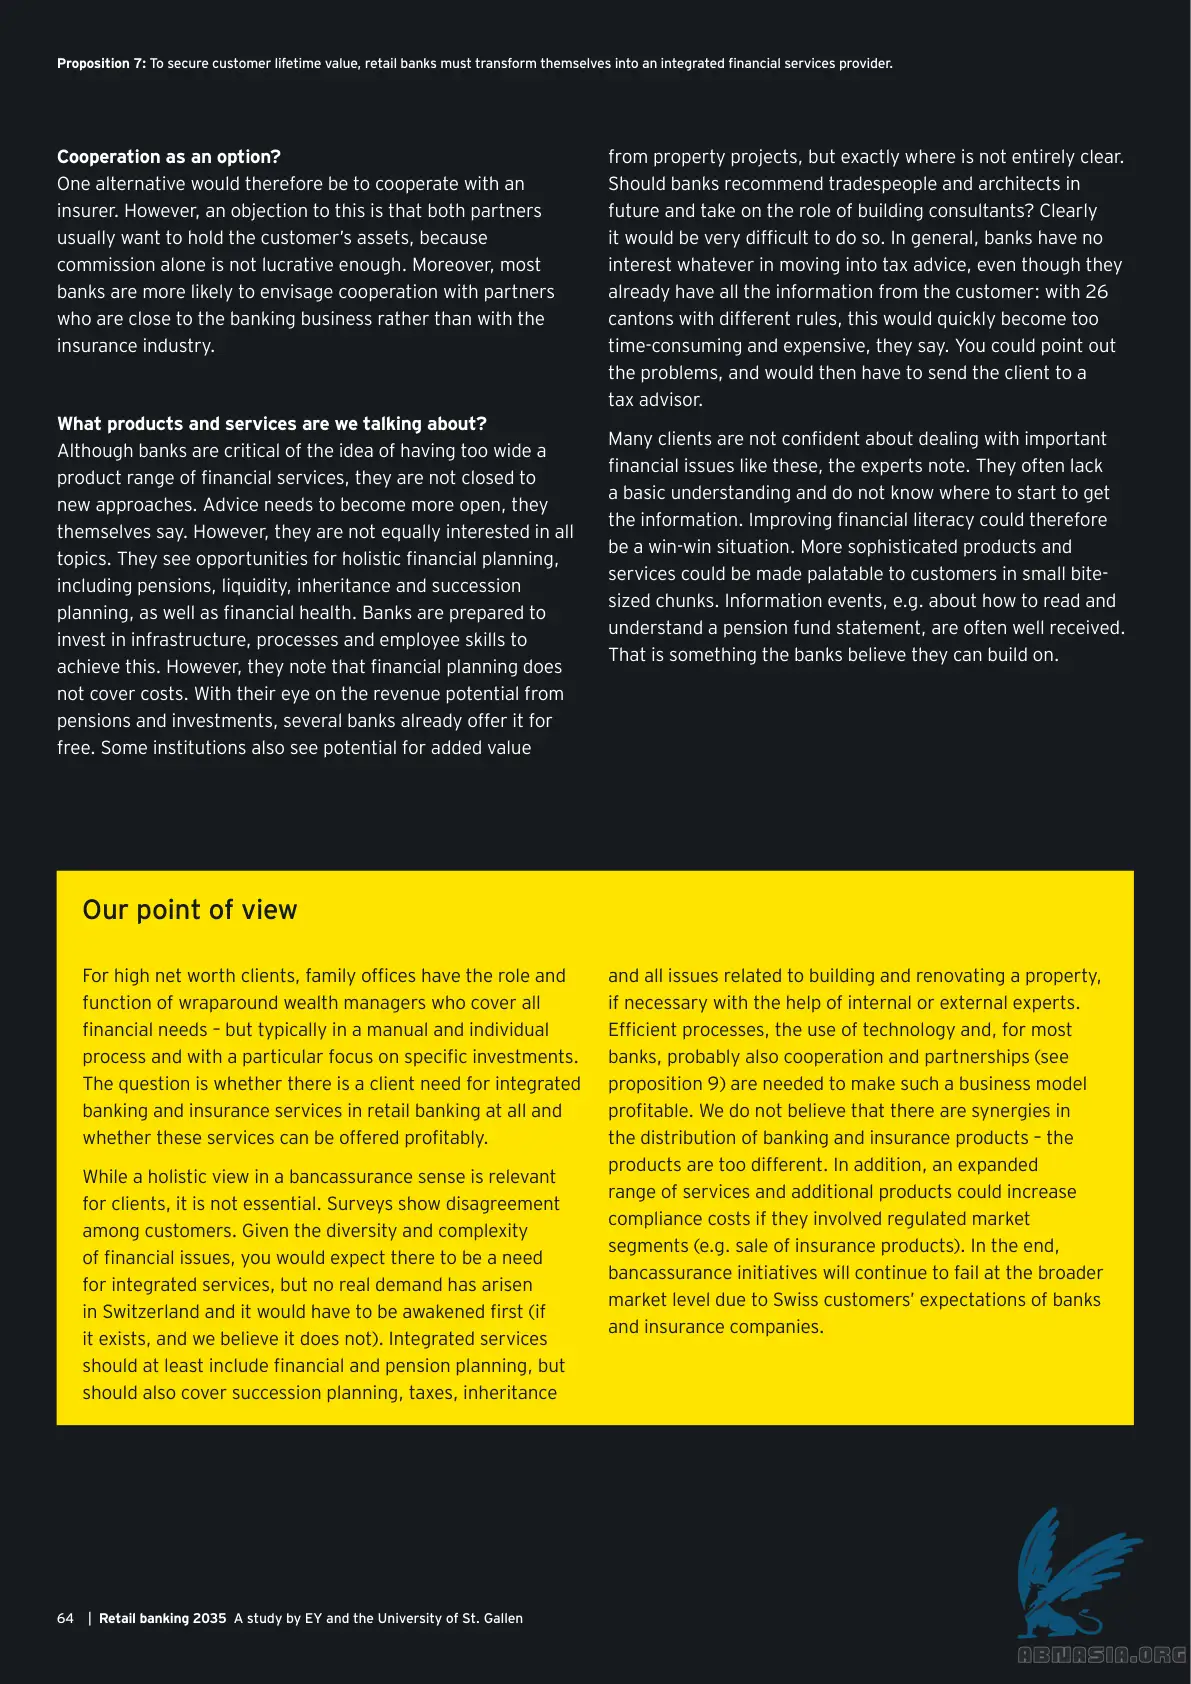 Proposition 7: To secure customer lifetime value, retail banks must transform themselves into an integrated financial services provider.
Cooperation as an option?
One alternative would therefore be to cooperate with an
insurer. However, an objection to this is that both partners
usually want to hold the customer’s assets, because
commission alone is not lucrative enough. Moreover, most
banks are more likely to envisage cooperation with partners
who are close to the banking business rather than with the
insurance industry.
What products and services are we talking about?
Although banks are critical of the idea of having too wide a
product range of financial services, they are not closed to
new approaches. Advice needs to become more open, they
themselves say. However, they are not equally interested in all
topics. They see opportunities for holistic financial planning,
including pensions, liquidity, inheritance and succession
planning, as well as financial health. Banks are prepared to
invest in infrastructure, processes and employee skills to
achieve this. However, they note that financial planning does
not cover costs. With their eye on the revenue potential from
pensions and investments, several banks already offer it for
free. Some institutions also see potential for added value
from property projects, but exactly where is not entirely clear.
Should banks recommend tradespeople and architects in
future and take on the role of building consultants? Clearly
it would be very difficult to do so. In general, banks have no
interest whatever in moving into tax advice, even though they
already have all the information from the customer: with 26
cantons with different rules, this would quickly become too
time-consuming and expensive, they say. You could point out
the problems, and would then have to send the client to a
tax advisor.
Many clients are not confident about dealing with important
financial issues like these, the experts note. They often lack
a basic understanding and do not know where to start to get
the information. Improving financial literacy could therefore
be a win-win situation. More sophisticated products and
services could be made palatable to customers in small bite-
sized chunks. Information events, e.g. about how to read and
understand a pension fund statement, are often well received.
That is something the banks believe they can build on.
Our point of view
For high net worth clients, family offices have the role and
function of wraparound wealth managers who cover all
financial needs – but typically in a manual and individual
process and with a particular focus on specific investments.
The question is whether there is a client need for integrated
banking and insurance services in retail banking at all and
whether these services can be offered profitably.
While a holistic view in a bancassurance sense is relevant
for clients, it is not essential. Surveys show disagreement
among customers. Given the diversity and complexity
of financial issues, you would expect there to be a need
for integrated services, but no real demand has arisen
in Switzerland and it would have to be awakened first (if
it exists, and we believe it does not). Integrated services
should at least include financial and pension planning, but
should also cover succession planning, taxes, inheritance
and all issues related to building and renovating a property,
if necessary with the help of internal or external experts.
Efficient processes, the use of technology and, for most
banks, probably also cooperation and partnerships (see
proposition 9) are needed to make such a business model
profitable. We do not believe that there are synergies in
the distribution of banking and insurance products – the
products are too different. In addition, an expanded
range of services and additional products could increase
compliance costs if they involved regulated market
segments (e.g. sale of insurance products). In the end,
bancassurance initiatives will continue to fail at the broader
market level due to Swiss customers’ expectations of banks
and insurance companies.
64 | Retail banking 2035 A study by EY and the University of St. Gallen
ABNASIA.ORG